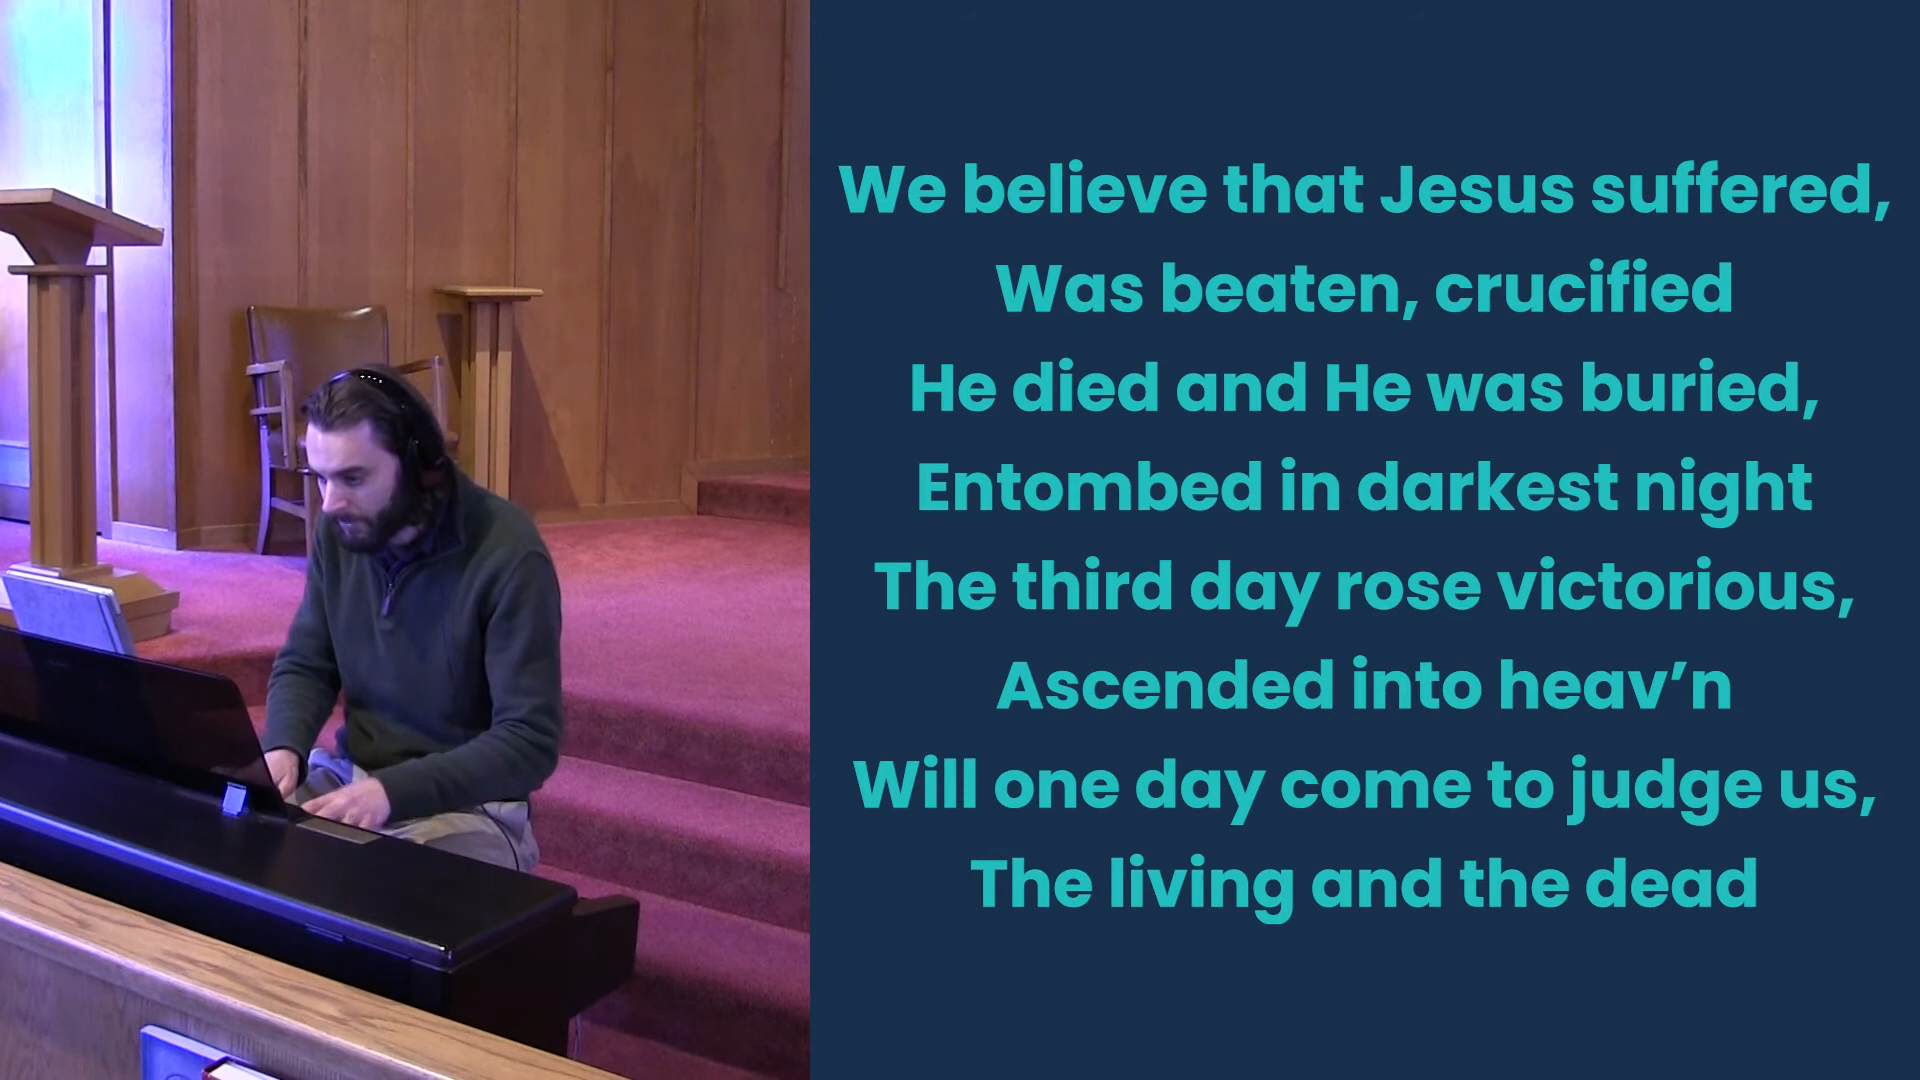 We believe that Jesus suffered,
Was beaten, crucified
He died and He was buried,
Entombed in darkest night
The third day rose victorious,
Ascended into heav’n
Will one day come to judge us,
The living and the dead